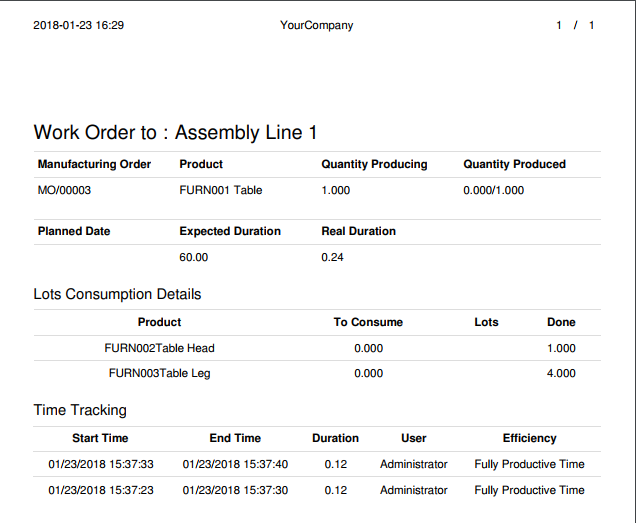 2018-01-23 16:29 YourCompany 1 / 1
Work Order to : Assembly Line 1
Manufacturing Order Product Quantity Producing Quantity Produced
MO/00003 FURN001 Table 1.000 0.000/1.000
Planned Date Expected Duration Real Duration
60.00 0.24
Lots Consumption Details
Product To Consume Lots Done
FURN002Table Head 0.000 1.000
FURN003Table Leg 0.000 4.000
Time Tracking
Start Time End Time Duration User Efficiency
01/23/2018 15:37:33 01/23/2018 15:37:40 0.12 Administrator Fully Productive Time
01/23/2018 15:37:23 01/23/2018 15:37:30 0.12 Administrator Fully Productive Time